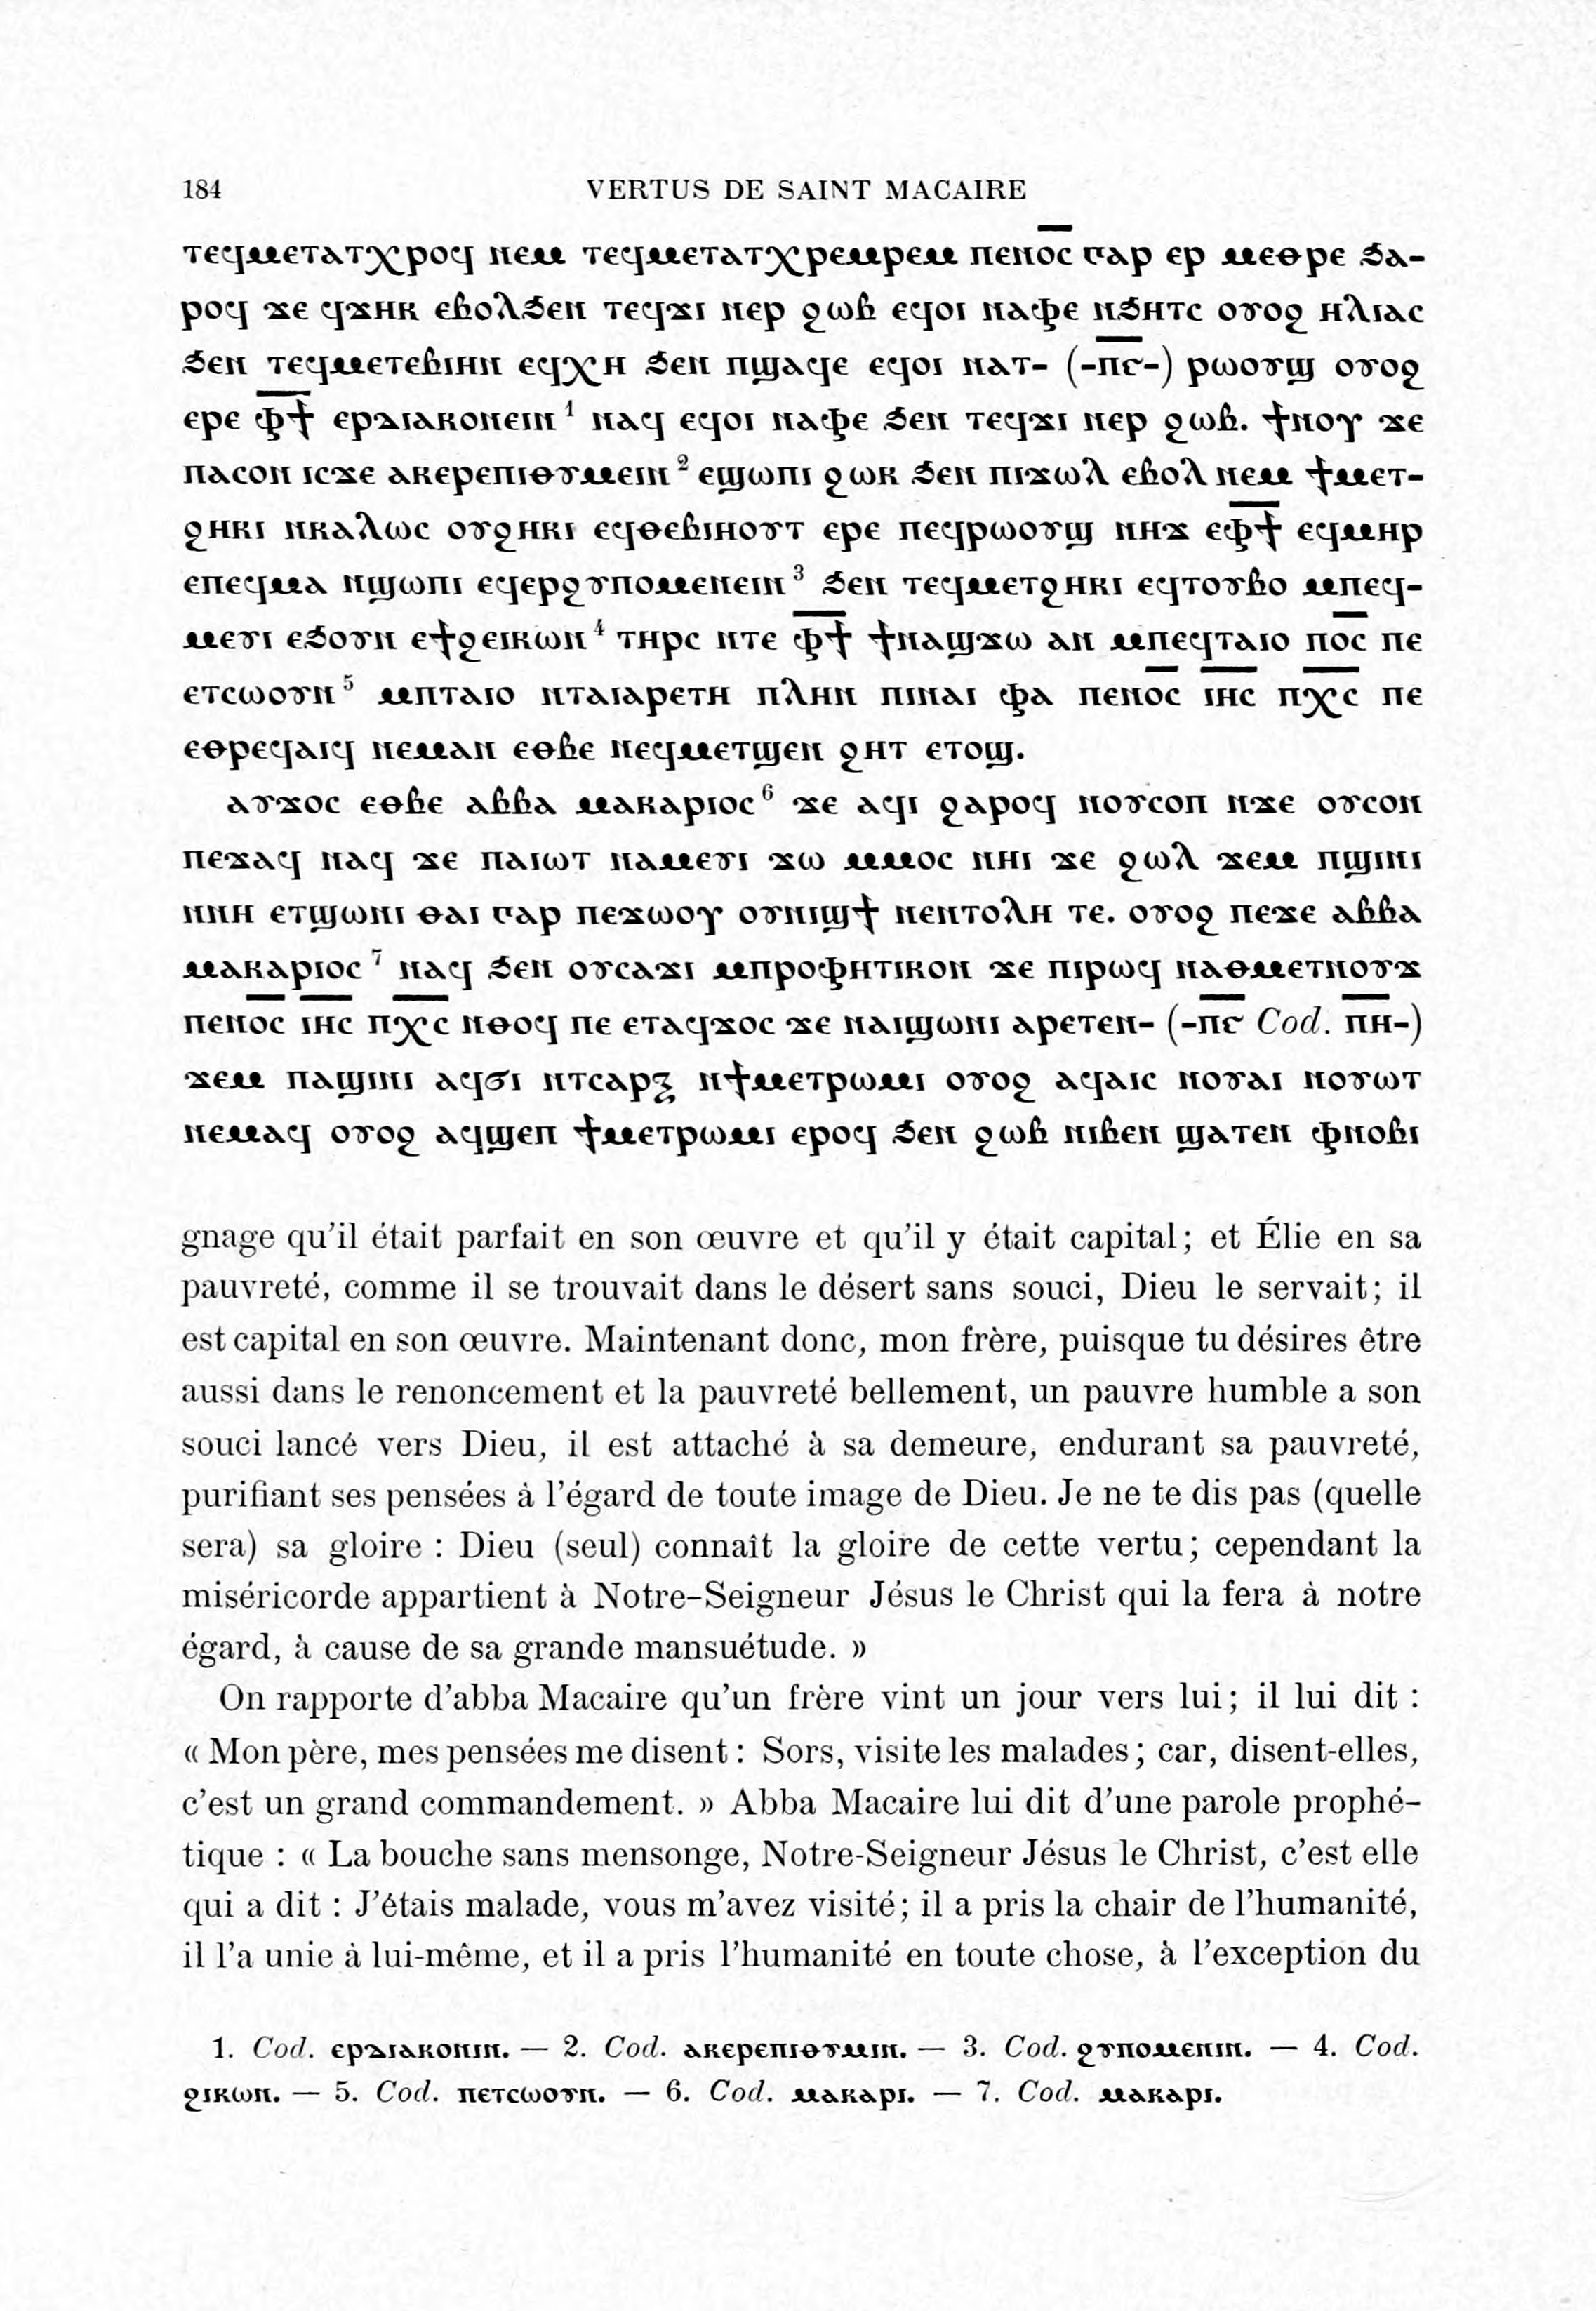 184 VERTUS DE SAINT MACAIRE
ⲧⲉϥⲙⲉⲧⲁⲧⲭⲣⲟϥ ⲛⲉⲙ ⲧⲉϥⲙⲉⲧⲁⲧⲭⲣⲉⲙⲣⲉⲙ ⲡⲉⲛⲟ̅ⲥ̅ ⲅⲁⲣ ⲉⲣ ⲙⲉⲑⲣⲉ ϧⲁ-
ⲣⲟϥ ϫⲉ ϥϫⲏⲕ ⲉⲃⲟⲗϧⲉⲛ ⲧⲉϥϫⲓ ⲛⲉⲣ ϩⲱⲃ ⲉϥⲟⲓ ⲛⲁⲫⲉ ⲛϧⲏⲧⲥ ⲟⲩⲟϩ ⲏⲗⲓⲁⲥ
ϧⲉⲛ ⲧⲉϥⲙⲉⲧⲉⲃⲓⲏⲛ ⲉϥⲭⲏ ϧⲉⲛ ⲡϣⲁϥⲉ ⲉϥⲟⲓ ⲛⲁⲧ- (-ⲡ̅ⲅ̅-) ⲣⲱⲟⲩϣ ⲟⲩⲟϩ
ⲉⲣⲉ ⲫ̅ϯ̅ ⲉⲣⲇⲓⲁⲕⲟⲛⲉⲓⲛ ¹ ⲛⲁϥ ⲉϥⲟⲓ ⲛⲁⲫⲉ ϧⲉⲛ ⲧⲉϥϫⲓ ⲛⲉⲣ ϩⲱⲃ. ϯⲛⲟⲩ ϫⲉ
ⲡⲁⲥⲟⲛ ⲓⲥϫⲉ ⲁⲕⲉⲣⲉⲡⲓⲑⲩⲙⲉⲓⲛ ² ⲉϣⲱⲡⲓ ϩⲱⲕ ϧⲉⲛ ⲡⲓϫⲱⲗ ⲉⲃⲟⲗ ⲛⲉⲙ ϯⲙⲉⲧ-
ϩⲏⲕⲓ ⲛⲕⲁⲗⲱⲥ ⲟⲩϩⲏⲕⲓ ⲉϥⲑⲉⲃⲓⲏⲟⲩⲧ ⲉⲣⲉ ⲡⲉϥⲣⲱⲟⲩϣ ⲛⲏϫ ⲉⲫ̅ϯ̅ ⲉϥⲙⲏⲣ
ⲉⲡⲉϥⲙⲁ ⲛϣⲱⲡⲓ ⲉϥⲉⲣϩⲩⲡⲟⲙⲉⲛⲉⲓⲛ ³ ϧⲉⲛ ⲧⲉϥⲙⲉⲧϩⲏⲕⲓ ⲉϥⲧⲟⲩⲃⲟ ⲙⲡⲉϥ-
ⲙⲉⲩⲓ ⲉϧⲟⲩⲛ ⲉϯϩⲉⲓⲕⲱⲛ ⁴ ⲧⲏⲣⲥ ⲛⲧⲉ ⲫ̅ϯ̅ ϯⲛⲁϣϫⲱ ⲁⲛ ⲙⲡⲉϥⲧⲁⲓⲟ ⲡⲟ̅ⲥ̅ ⲡⲉ
ⲉⲧⲥⲱⲟⲩⲛ ⁵ ⲙⲡⲧⲁⲓⲟ ⲛⲧⲁⲓⲁⲣⲉⲧⲏ ⲡⲗⲏⲛ ⲡⲓⲛⲁⲓ ⲫⲁ ⲡⲉⲛⲟ̅ⲥ̅ ⲓ̅ⲏ̅ⲥ̅ ⲡ̅ⲭ̅ⲥ̅ ⲡⲉ
ⲉⲑⲣⲉϥⲁⲓϥ ⲛⲉⲙⲁⲛ ⲉⲑⲃⲉ ⲛⲉϥⲙⲉⲧϣⲉⲛ ϩⲏⲧ ⲉⲧⲟϣ.
ⲁⲩϫⲟⲥ ⲉⲑⲃⲉ ⲁⲃⲃⲁ ⲙⲁⲕⲁⲣⲓⲟⲥ ⁶ ϫⲉ ⲁϥⲓ ϩⲁⲣⲟϥ ⲛⲟⲩⲥⲟⲡ ⲛϫⲉ ⲟⲩⲥⲟⲛ
ⲡⲉϫⲁϥ ⲛⲁϥ ϫⲉ ⲡⲁⲓⲱⲧ ⲛⲁⲙⲉⲩⲓ ϫⲱ ⲙⲙⲟⲥ ⲛⲏⲓ ϫⲉ ϩⲱⲗ ϫⲉⲙ ⲡϣⲓⲛⲓ
ⲛⲛⲏ ⲉⲧϣⲱⲛⲓ ⲑⲁⲓ ⲅⲁⲣ ⲡⲉϫⲱⲟⲩ ⲟⲩⲛⲓϣϯ ⲛⲉⲛⲧⲟⲗⲏ ⲧⲉ. ⲟⲩⲟϩ ⲡⲉϫⲉ ⲁⲃⲃⲁ
ⲙⲁⲕⲁⲣⲓⲟⲥ ⁷ ⲛⲁϥ ϧⲉⲛ ⲟⲩⲥⲁϫⲓ ⲙⲡⲣⲟⲫⲏⲧⲓⲕⲟⲛ ϫⲉ ⲡⲓⲣⲱϥ ⲛⲁⲑⲙⲉⲧⲛⲟⲩϫ
ⲡⲉⲛⲟ̅ⲥ̅ ⲓ̅ⲏ̅ⲥ̅ ⲡ̅ⲭ̅ⲥ̅ ⲛⲑⲟϥ ⲡⲉ ⲉⲧⲁϥϫⲟⲥ ϫⲉ ⲛⲁⲓϣⲱⲛⲓ ⲁⲣⲉⲧⲉⲛ- (-ⲡ̅ⲅ̅ Cod. ⲡ̅ⲏ̅-)
ϫⲉⲙ ⲡⲁϣⲓⲛⲓ ⲁϥϭⲓ ⲛⲧⲥⲁⲣⲝ ⲛϯⲙⲉⲧⲣⲱⲙⲓ ⲟⲩⲟϩ ⲁϥⲁⲓⲥ ⲛⲟⲩⲁⲓ ⲛⲟⲩⲱⲧ
ⲛⲉⲙⲁϥ ⲟⲩⲟϩ ⲁϥϣⲉⲡ ϯⲙⲉⲧⲣⲱⲙⲓ ⲉⲣⲟϥ ϧⲉⲛ ϩⲱⲃ ⲛⲓⲃⲉⲛ ϣⲁⲧⲉⲛ ⲫⲛⲟⲃⲓ
gnage qu'il était parfait en son œuvre et qu'il y était capital; et Élie en sa
pauvreté, comme il se trouvait dans le désert sans souci, Dieu le servait; il
est capital en son œuvre. Maintenant donc, mon frère, puisque tu désires être
aussi dans le renoncement et la pauvreté bellement, un pauvre humble a son
souci lancé vers Dieu, il est attaché à sa demeure, endurant sa pauvreté,
purifiant ses pensées à l'égard de toute image de Dieu. Je ne te dis pas (quelle
sera) sa gloire : Dieu (seul) connaît la gloire de cette vertu; cependant la
miséricorde appartient à Notre-Seigneur Jésus le Christ qui la fera à notre
égard, à cause de sa grande mansuétude. »
On rapporte d'abba Macaire qu'un frère vint un jour vers lui; il lui dit :
« Mon père, mes pensées me disent : Sors, visite les malades; car, disent-elles,
c'est un grand commandement. » Abba Macaire lui dit d'une parole prophé-
tique : « La bouche sans mensonge, Notre-Seigneur Jésus le Christ, c'est elle
qui a dit : J'étais malade, vous m'avez visité; il a pris la chair de l'humanité,
il l'a unie à lui-même, et il a pris l'humanité en toute chose, à l'exception du
1. Cod. ⲉⲣⲇⲓⲁⲕⲟⲛⲓⲛ. — 2. Cod. ⲁⲕⲉⲣⲉⲡⲓⲑⲩⲙⲓⲛ. — 3. Cod. ϩⲩⲡⲟⲙⲉⲛⲓⲛ. — 4. Cod.
ϩⲓⲕⲱⲛ. — 5. Cod. ⲡⲉⲧⲥⲱⲟⲩⲛ. — 6. Cod. ⲙⲁⲕⲁⲣⲓ. — 7. Cod. ⲙⲁⲕⲁⲣⲓ.